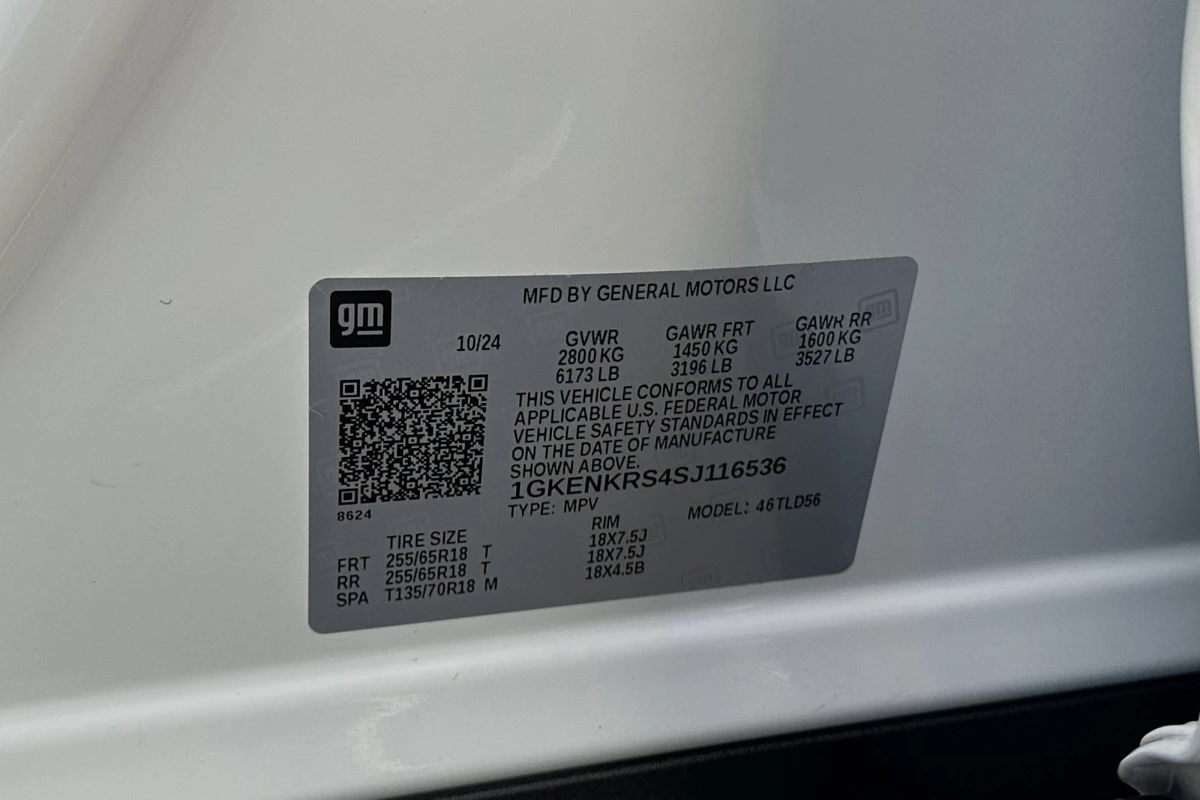 gm
MFD BY GENERAL MOTORS LLC
10/24
GVWR GAWR FRT GAWR RR
2800 KG 1450 KG 1600 KG
6173 LB 3196 LB 3527 LB
THIS VEHICLE CONFORMS TO ALL
APPLICABLE U.S. FEDERAL MOTOR
VEHICLE SAFETY STANDARDS IN EFFECT
ON THE DATE OF MANUFACTURE
SHOWN ABOVE.
1GKENKRS4SJ116536
TYPE: MPV MODEL: 46TLD56
8624
TIRE SIZE RIM
FRT 255/65R18 T 18X7.5J
RR 255/65R18 T 18X7.5J
SPA T135/70R18 M 18X4.5B